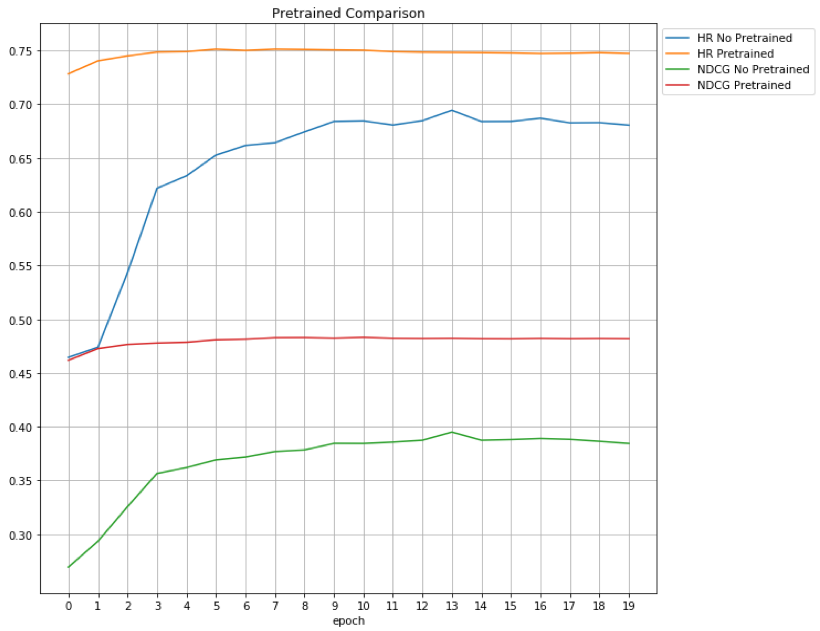 Pretrained Comparison
HR No Pretrained
HR Pretrained
NDCG No Pretrained
NDCG Pretrained
0.75
0.70
0.65
0.60
0.55
0.50
0.45
0.40
0.35
0.30
0 1 2 3 4 5 6 7 8 9 10 11 12 13 14 15 16 17 18 19
epoch